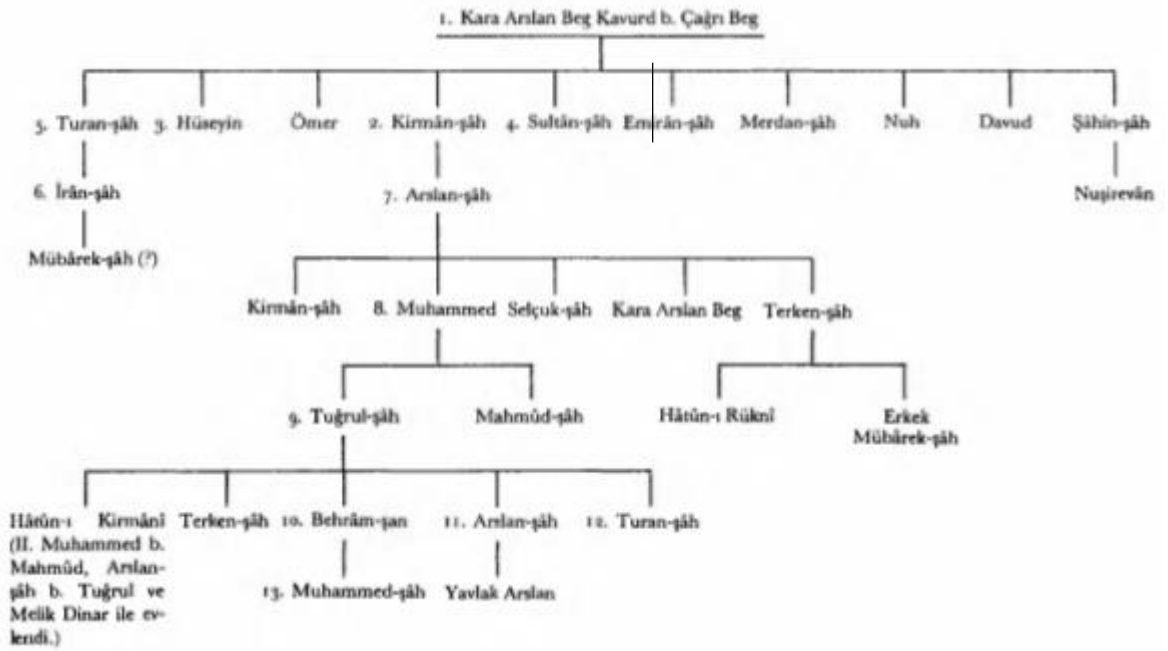 1. Kara Arslan Beg Kavurd b. Çağrı Beg
5. Turan-şâh 3. Hüseyin Ömer 2. Kirmân-şâh 4. Sultân-şâh Emirân-şâh Merdan-şâh Nuh Davud Şâhin-şâh
6. İrân-şâh 7. Arslan-şâh Nuşirevân
Mübârek-şâh (?)
Kirmân-şâh 8. Muhammed Selçuk-şâh Kara Arslan Beg Terken-şâh
9. Tuğrul-şâh Mahmûd-şâh Hâtûn-ı Rüknî Erkek
Mübârek-şâh
Hâtûn-ı Kirmânî Terken-şâh 10. Behrâm-şan 11. Arslan-şâh 12. Turan-şâh
(II. Muhammed b.
Mahmûd, Arslan-
şâh b. Tuğrul ve
Melik Dinar ile ev-
lendi.)
13. Muhammed-şâh Yavlak Arslan